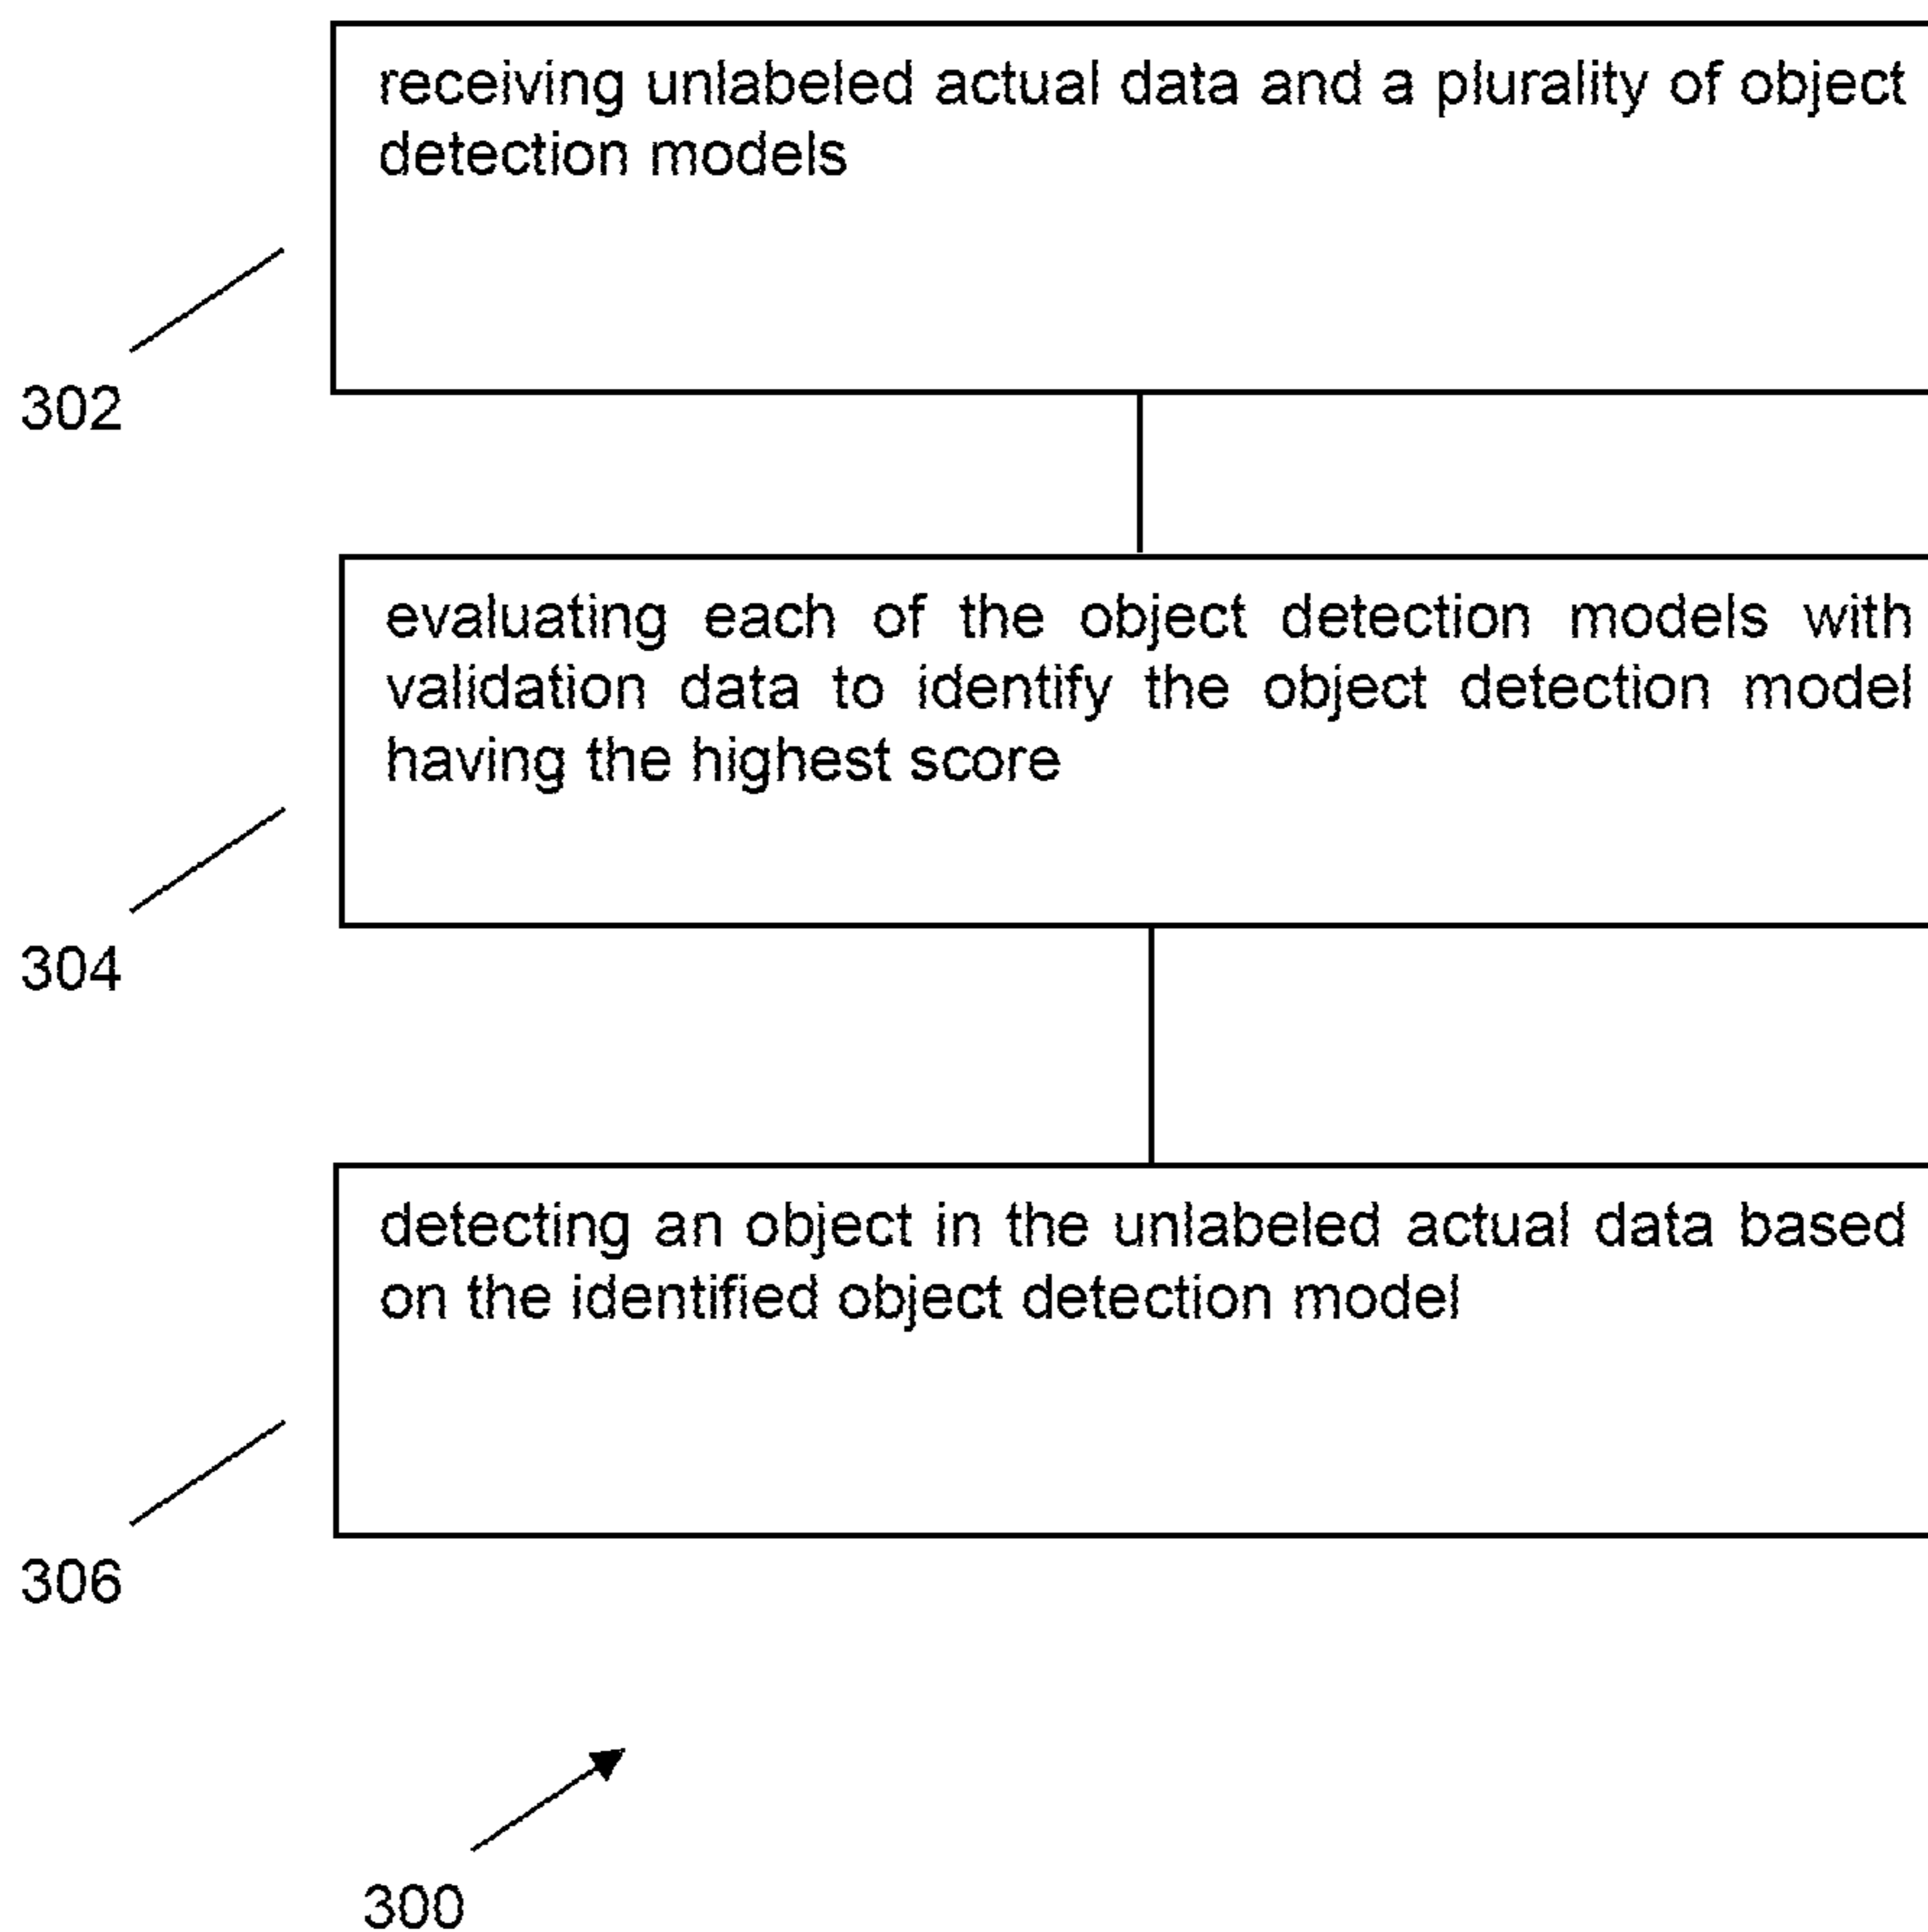 receiving unlabeled actual data and a plurality of object
detection models
302
evaluating each of the object detection models with
validation data to identify the object detection model
having the highest score
304
detecting an object in the unlabeled actual data based
on the identified object detection model
306
300